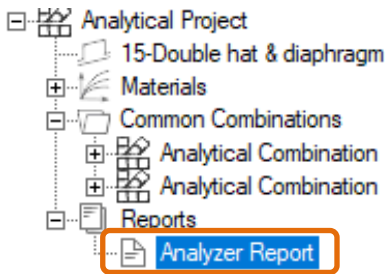 Analytical Project
15-Double hat & diaphragm
Materials
Common Combinations
Analytical Combination
Analytical Combination
Reports
Analyzer Report